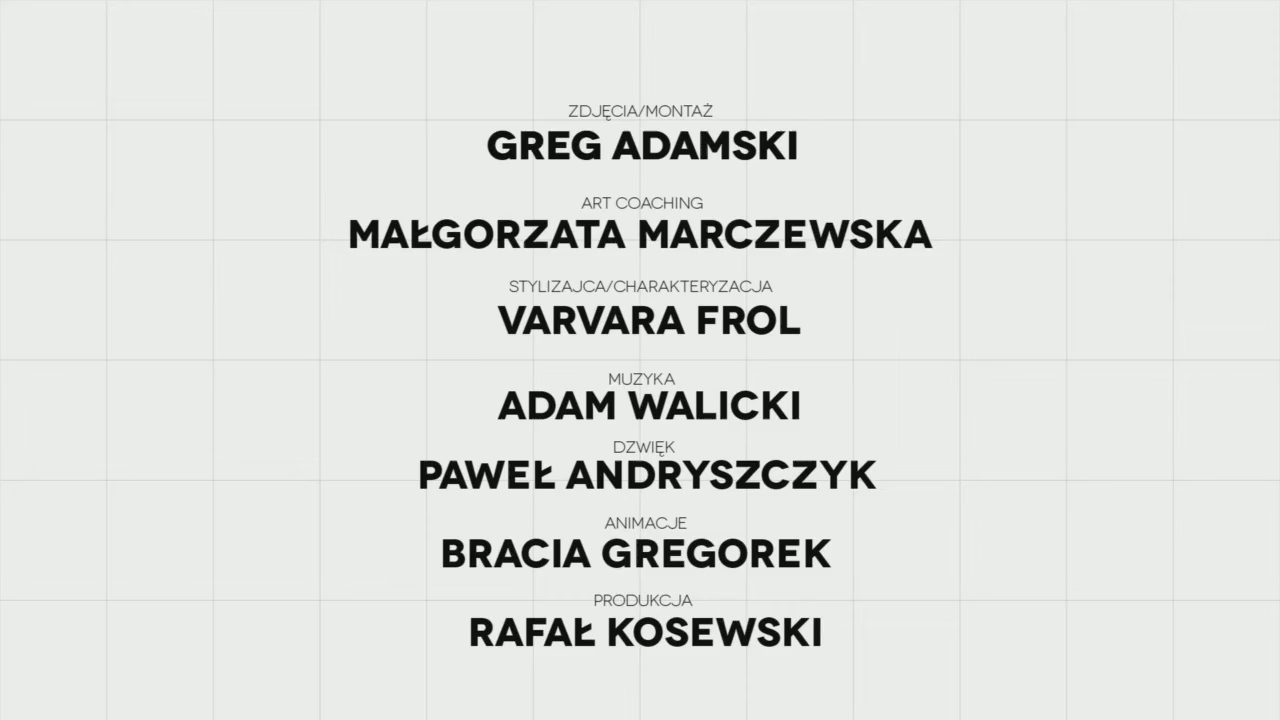 ZDJĘCIA/MONTAŻ
GREG ADAMSKI
ART COACHING
MAŁGORZATA MARCZEWSKA
STYLIZAJCA/CHARAKTERYZACJA
VARVARA FROL
MUZYKA
ADAM WALICKI
DZWIĘK
PAWEŁ ANDRYSZCZYK
ANIMACJE
BRACIA GREGOREK
PRODUKCJA
RAFAŁ KOSEWSKI